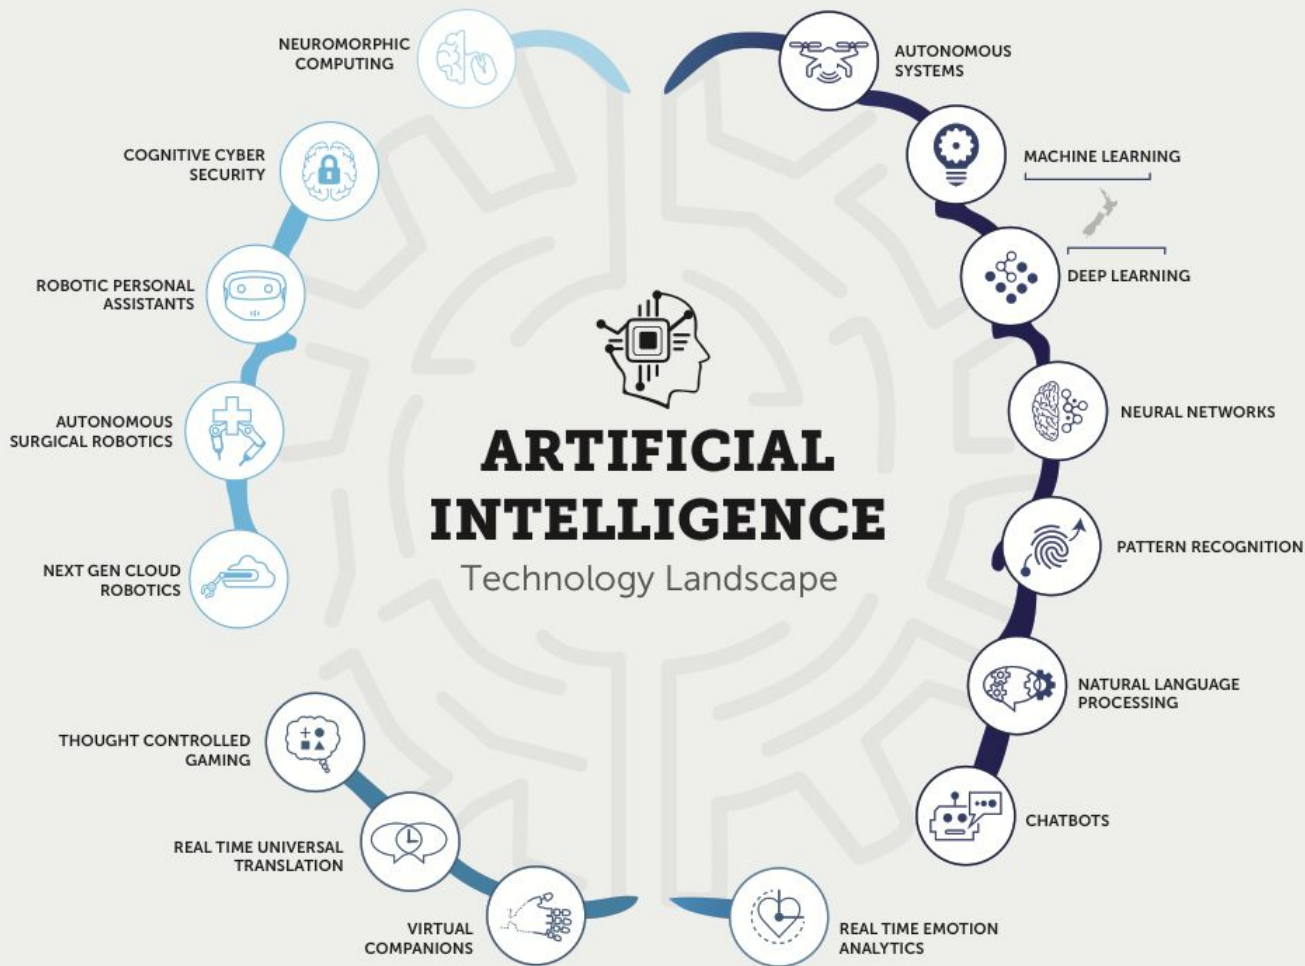 NEUROMORPHIC
COMPUTING
COGNITIVE CYBER
SECURITY
ROBOTIC PERSONAL
ASSISTANTS
AUTONOMOUS
SURGICAL ROBOTICS
NEXT GEN CLOUD
ROBOTICS
THOUGHT CONTROLLED
GAMING
REAL TIME UNIVERSAL
TRANSLATION
VIRTUAL
COMPANIONS
ARTIFICIAL
INTELLIGENCE
Technology Landscape
AUTONOMOUS
SYSTEMS
MACHINE LEARNING
DEEP LEARNING
NEURAL NETWORKS
PATTERN RECOGNITION
NATURAL LANGUAGE
PROCESSING
CHATBOTS
REAL TIME EMOTION
ANALYTICS